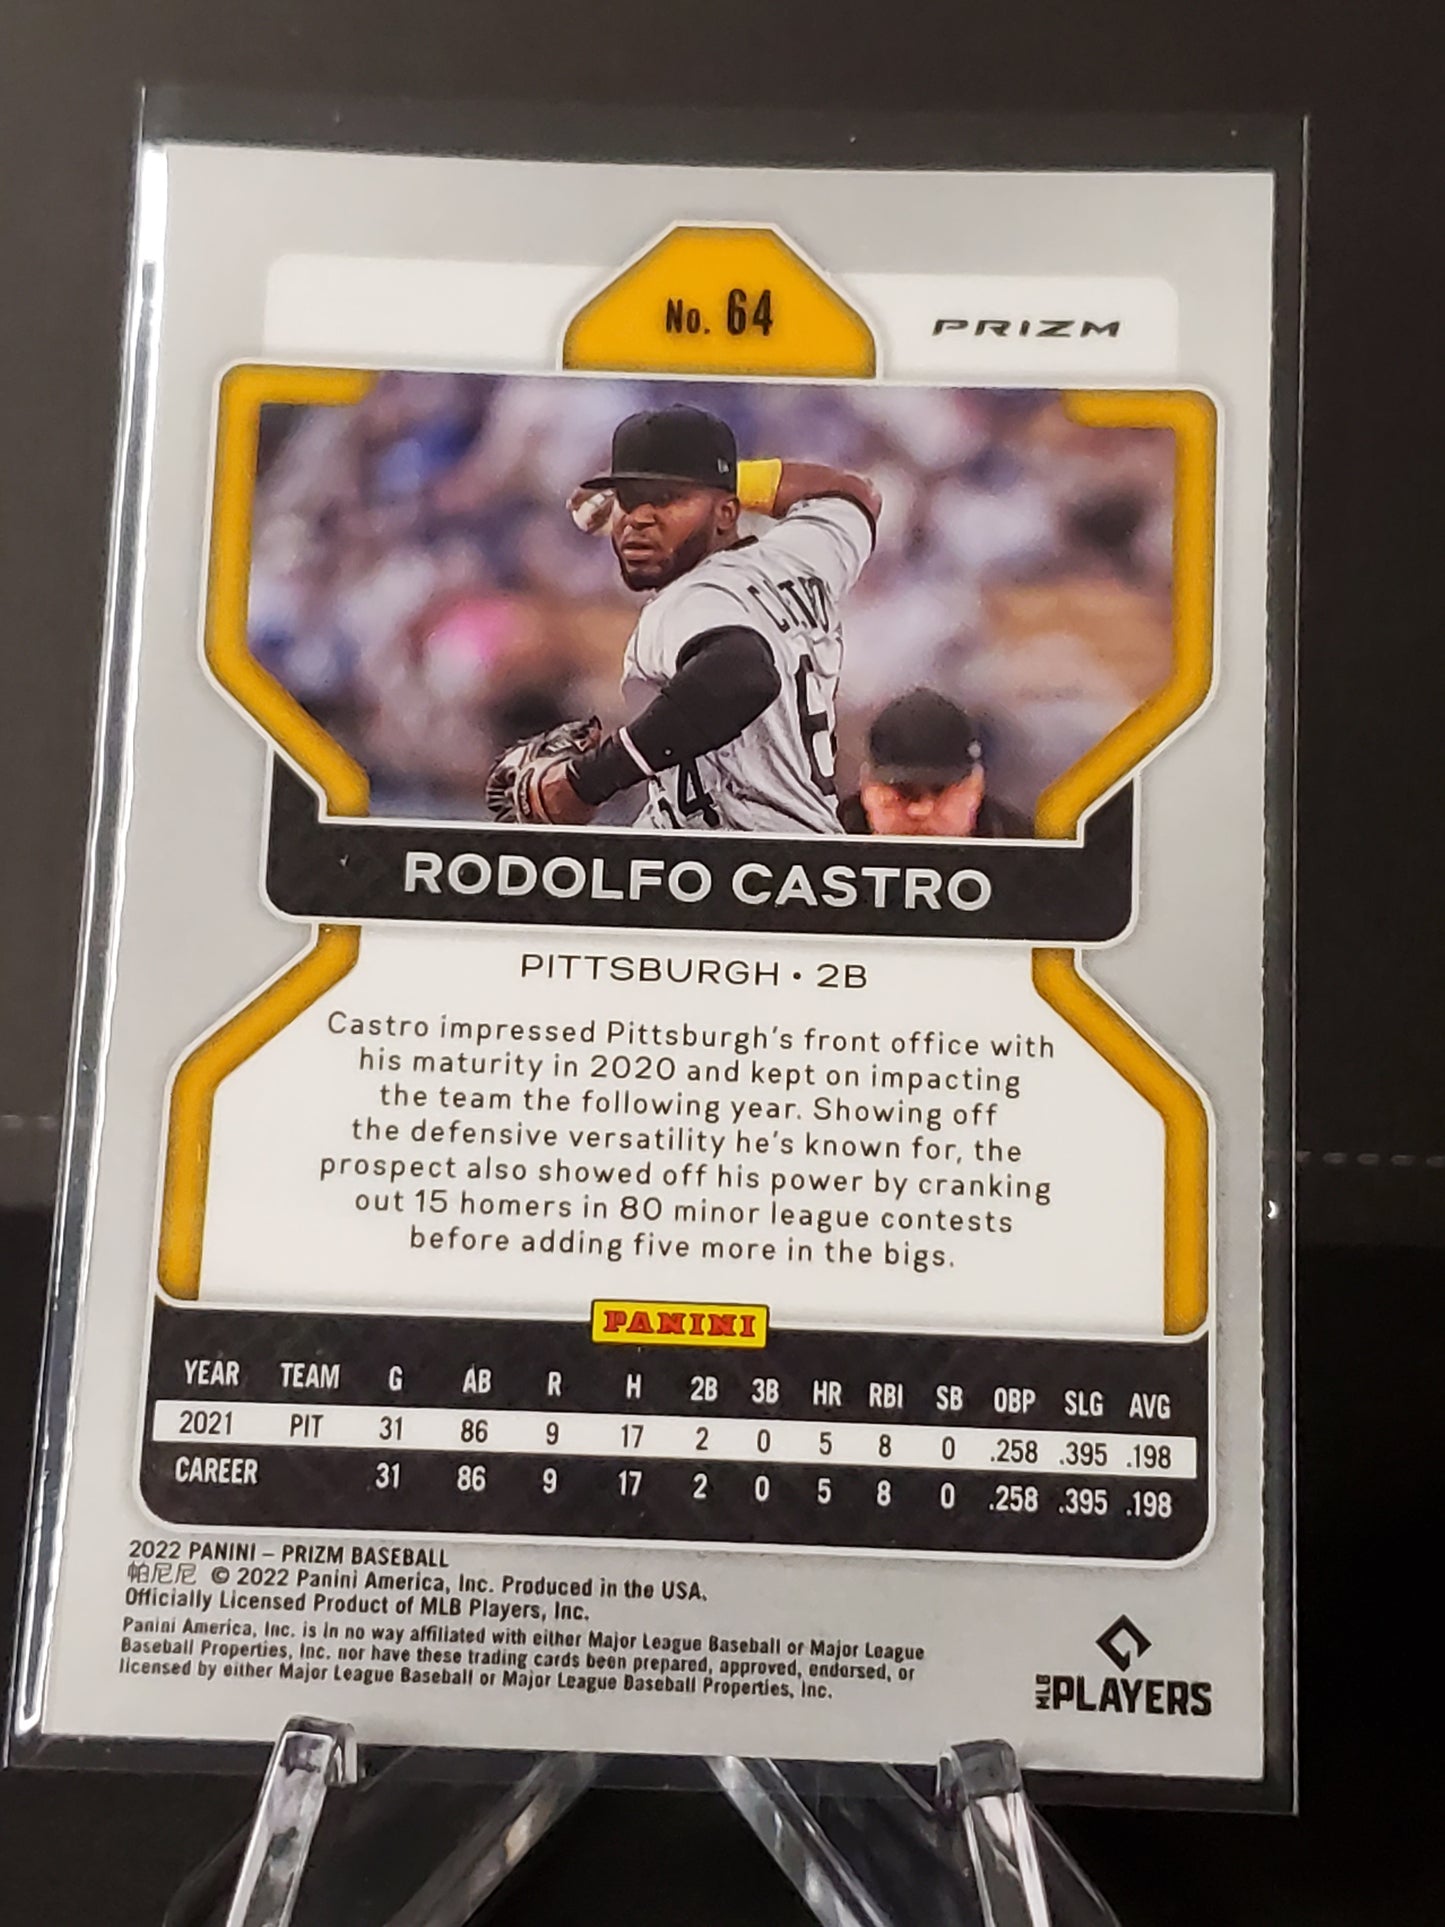 No. 64
PRIZM
RODOLFO CASTRO
PITTSBURGH • 2B
Castro impressed Pittsburgh's front office with
his maturity in 2020 and kept on impacting
the team the following year. Showing off
the defensive versatility he's known for, the
prospect also showed off his power by cranking
out 15 homers in 80 minor league contests
before adding five more in the bigs.
PANINI
YEAR TEAM G AB R H 2B 3B HR RBI SB OBP SLG AVG
2021 PIT 31 86 9 17 2 0 5 8 0 .258 .395 .198
CAREER 31 86 9 17 2 0 5 8 0 .258 .395 .198
2022 PANINI – PRIZM BASEBALL
帕尼尼 © 2022 Panini America, Inc. Produced in the USA.
Officially Licensed Product of MLB Players, Inc.
Panini America, Inc. is in no way affiliated with either Major League Baseball or Major League
Baseball Properties, Inc. nor have these trading cards been prepared, approved, endorsed, or
licensed by either Major League Baseball or Major League Baseball Properties, Inc.
MLB PLAYERS